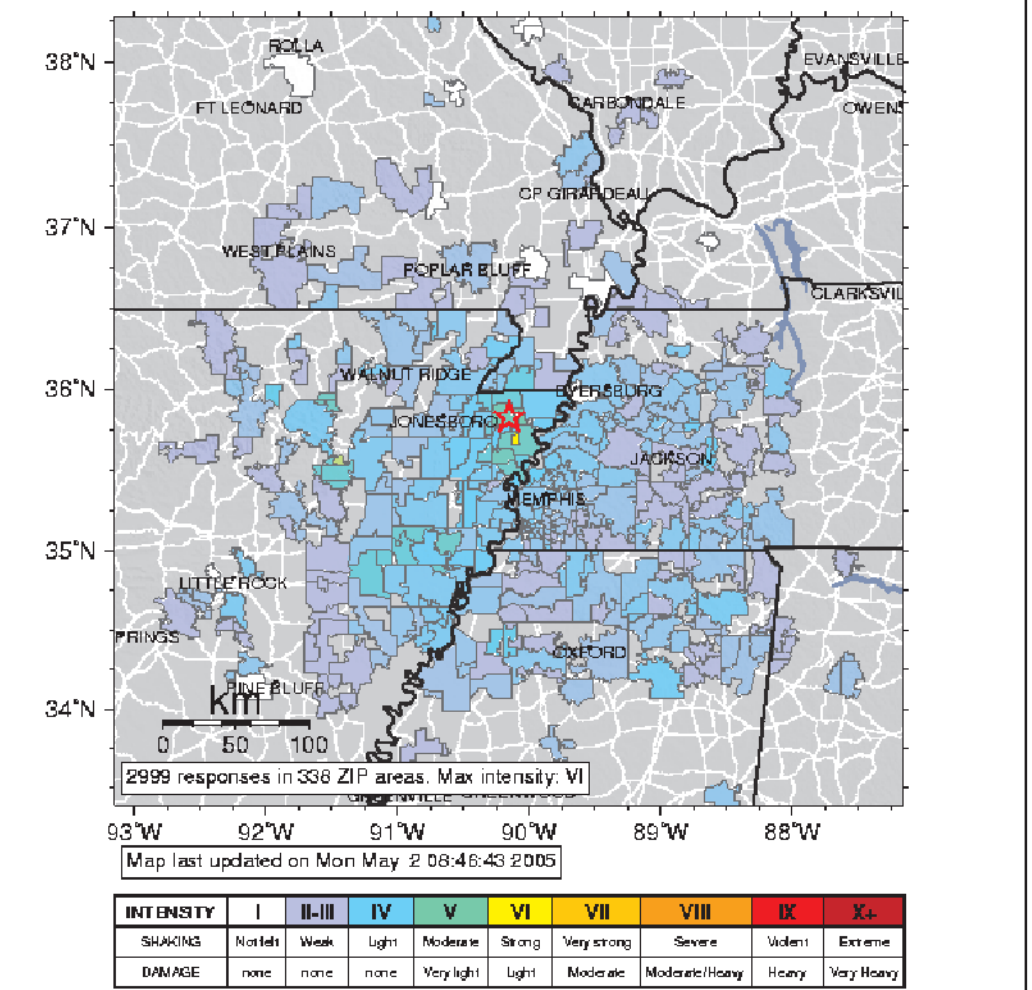 38°N
ROLLA
EVANSVILLE
FT LEONARD
CARBONDALE
OWENS
CP GIRARDEAU
37°N
WEST PLAINS
POPLAR BLUFF
CLARKSVIL
36°N
WALNUT RIDGE
DYERSBURG
JONESBORO
JACKSON
MEMPHIS
35°N
LITTLE ROCK
PRINGS
OXFORD
PINE BLUFF
34°N
km
0 50 100
2999 responses in 338 ZIP areas. Max intensity: VI
GREENVILLE GREENWOOD
93°W 92°W 91°W 90°W 89°W 88°W
Map last updated on Mon May 2 08:46:43 2005
INTENSITY I II-III IV V VI VII VIII IX X+
SHAKING Not felt Weak Light Moderate Strong Very strong Severe Violent Extreme
DAMAGE none none none Very light Light Moderate Moderate/Heavy Heavy Very Heavy